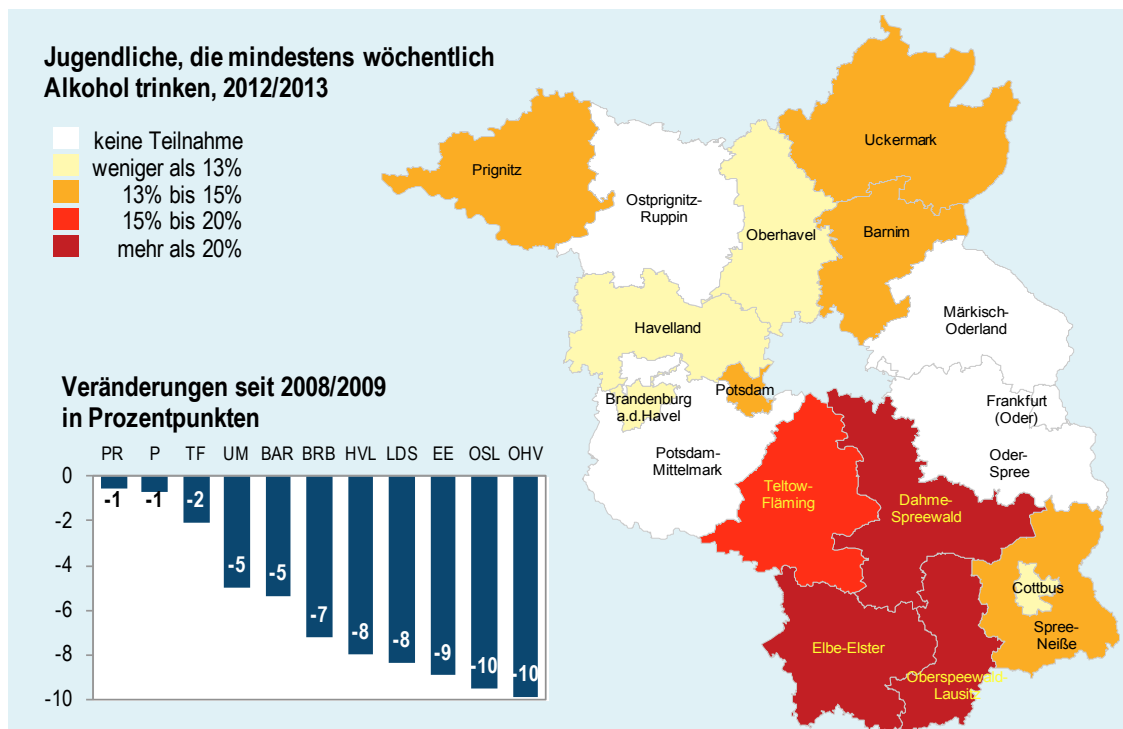 Jugendliche, die mindestens wöchentlich
Alkohol trinken, 2012/2013
keine Teilnahme
weniger als 13%
13% bis 15%
15% bis 20%
mehr als 20%
Prignitz
Ostprignitz-
Ruppin
Oberhavel
Uckermark
Barnim
Märkisch-
Oderland
Havelland
Brandenburg
a.d.Havel
Potsdam
Potsdam-
Mittelmark
Frankfurt
(Oder)
Oder-
Spree
Teltow-
Fläming
Dahme-
Spreewald
Cottbus
Spree-
Neiße
Elbe-Elster
Oberspeewald-
Lausitz
Veränderungen seit 2008/2009
in Prozentpunkten
PR P TF UM BAR BRB HVL LDS EE OSL OHV
0
-2
-4
-6
-8
-10
-1 -1 -2 -5 -5 -7 -8 -8 -9 -10 -10